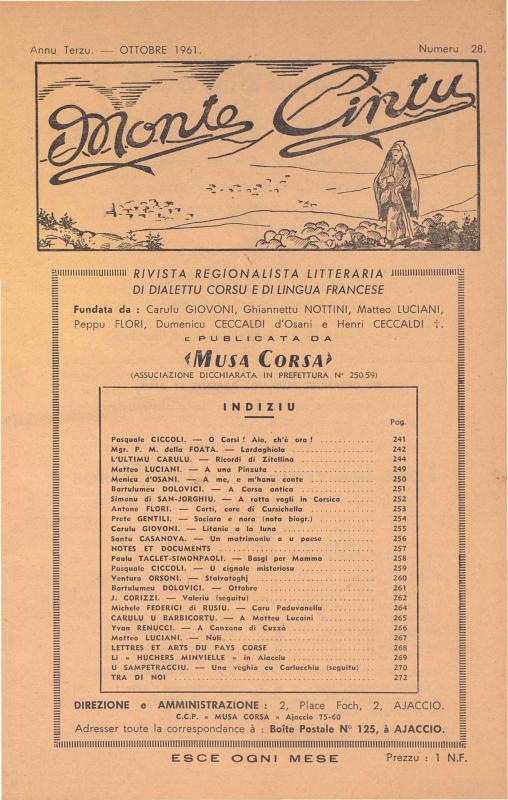 Annu Terzu. — OTTOBRE 1961. Numeru 28.
Monte Cintu
RIVISTA REGIONALISTA LITTERARIA
DI DIALETTU CORSU E DI LINGUA FRANCESE
Fundata da : Carulu GIOVONI, Ghiannettu NOTTINI, Matteo LUCIANI,
Peppu FLORI, Dumenicu CECCALDI d'Osani e Henri CECCALDI †.
E PUBLICATA DA
«MUSA CORSA»
(ASSUCIAZIONE DICCHIARATA IN PREFETTURA N° 250.59)
INDIZIU
Pag.
Pasquale CICCOLI. — O Corsi ! Aio, ch'è ora ! 241
Mgr. P. M. della FOATA. — Lardaghiola 242
L'ULTIMU CARULU. — Ricordi di Zitellina 244
Matteo LUCIANI. — A una Pinzuta 249
Menicu d'OSANI. — A me, e m'hanu conte 250
Bartulumeu DOLOVICI. — A Corsa antica 251
Simonu di SAN-JORGHIU. — A rotta vogli in Corsica 252
Antone FLORI. — Corti, core di Cursichella 253
Prete GENTILI. — Sociara e nora (nota biogr.) 254
Carulu GIOVONI. — Litanie a le luna 255
Santu CASANOVA. — Un matrimoniu a u paese 256
NOTES ET DOCUMENTS 257
Paulu TACLET-SIMONPAOLI. — Basgi per Mamma 258
Pasquale CICCOLI. — U cignale misteriosu 259
Ventura ORSONI. — Stalvatoghj 260
Bartulumeu DOLOVICI. — Ottobre 261
J. CORIZZI. — Valeriu (seguitu) 262
Michele FEDERICI di RUSIU. — Caru Paduvanellu 264
CARULU U BARBICORTU. — A Matteu Lucaini 265
Yvan RENUCCI. — A Canzona di Cuzzà 266
Matteo LUCIANI. — Nuli 267
LETTRES ET ARTS DU PAYS CORSE 268
Li « HUCHERS MINVIELLE » in Aiacciu 269
U SAMPETRACCIU. — Una veghia cu Carlucchiu (seguitu) 270
TRA DI NOI 272
DIREZIONE e AMMINISTRAZIONE : 2, Place Foch, 2, AJACCIO.
C.C.P. « MUSA CORSA » Ajaccio 75-60
Adresser toute la correspondance à : Boîte Postale N° 125, à AJACCIO.
ESCE OGNI MESE Prezzu : 1 N.F.